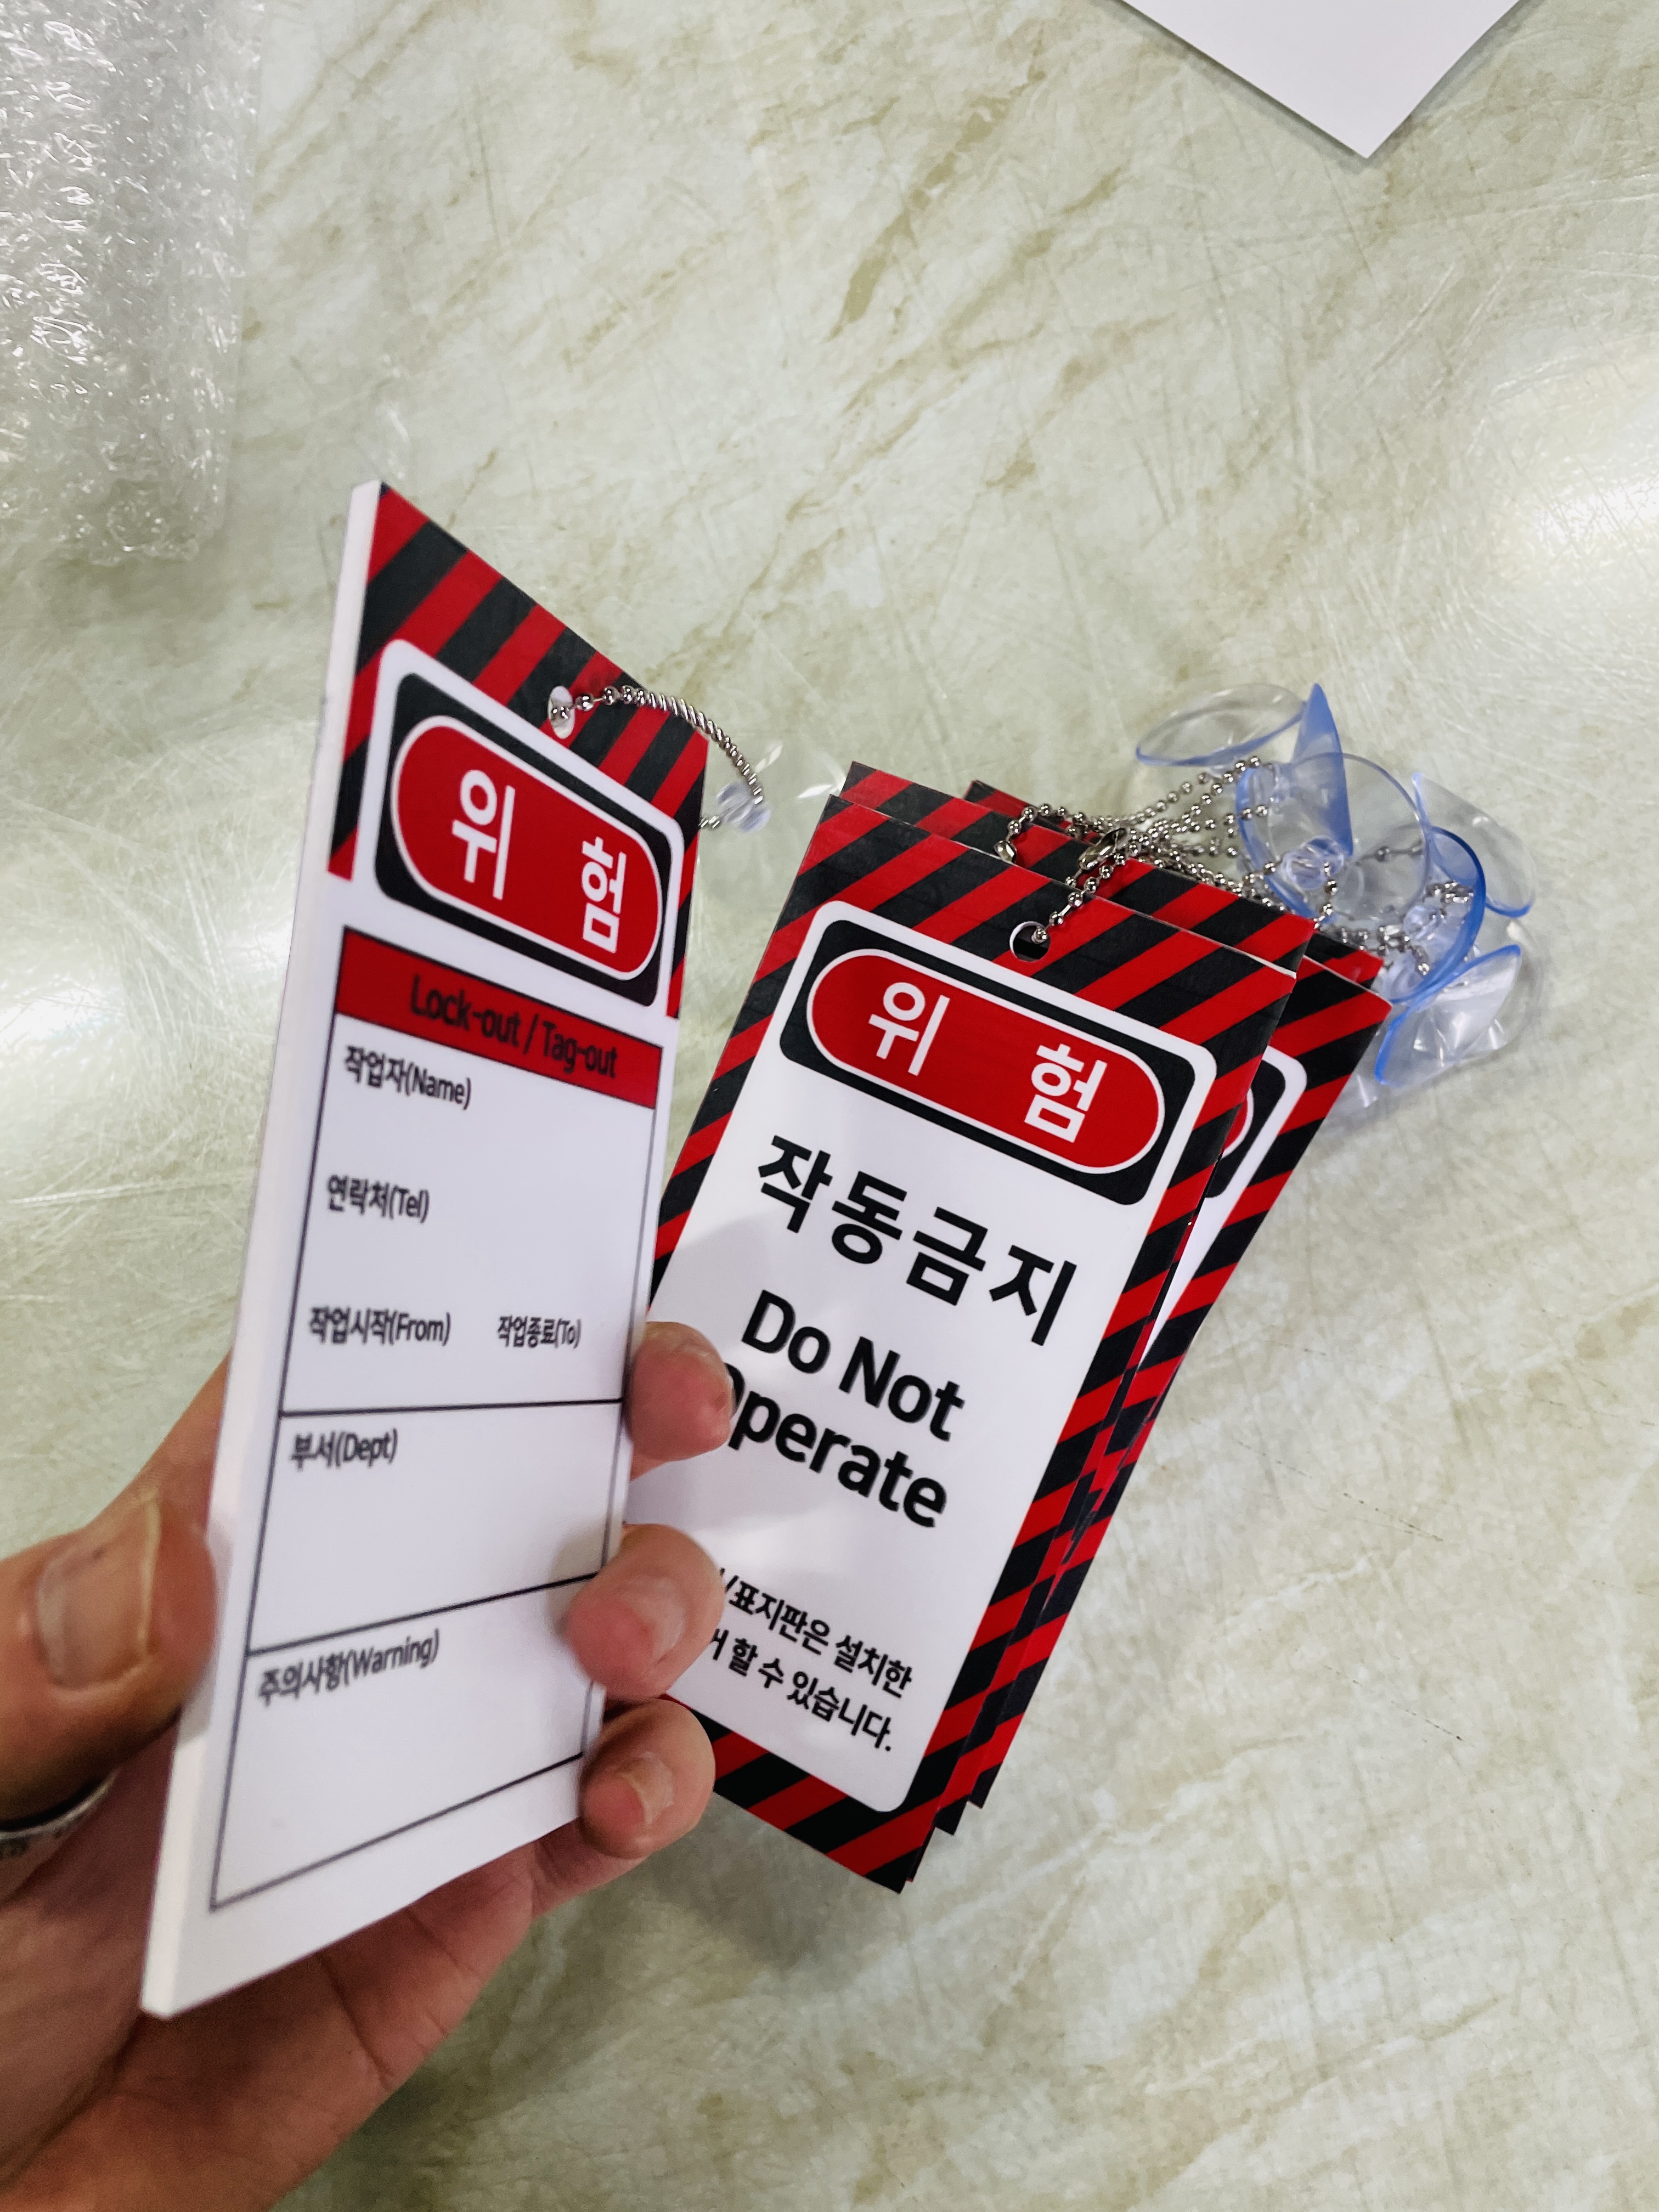 위 험
Lock-out / Tag-out
작업자(Name)
연락처(Tel)
작업시작(From) 작업종료(To)
부서(Dept)
주의사항(Warning)
위 험
작동금지
Do Not
Operate
/표지판은 설치한
할 수 있습니다.